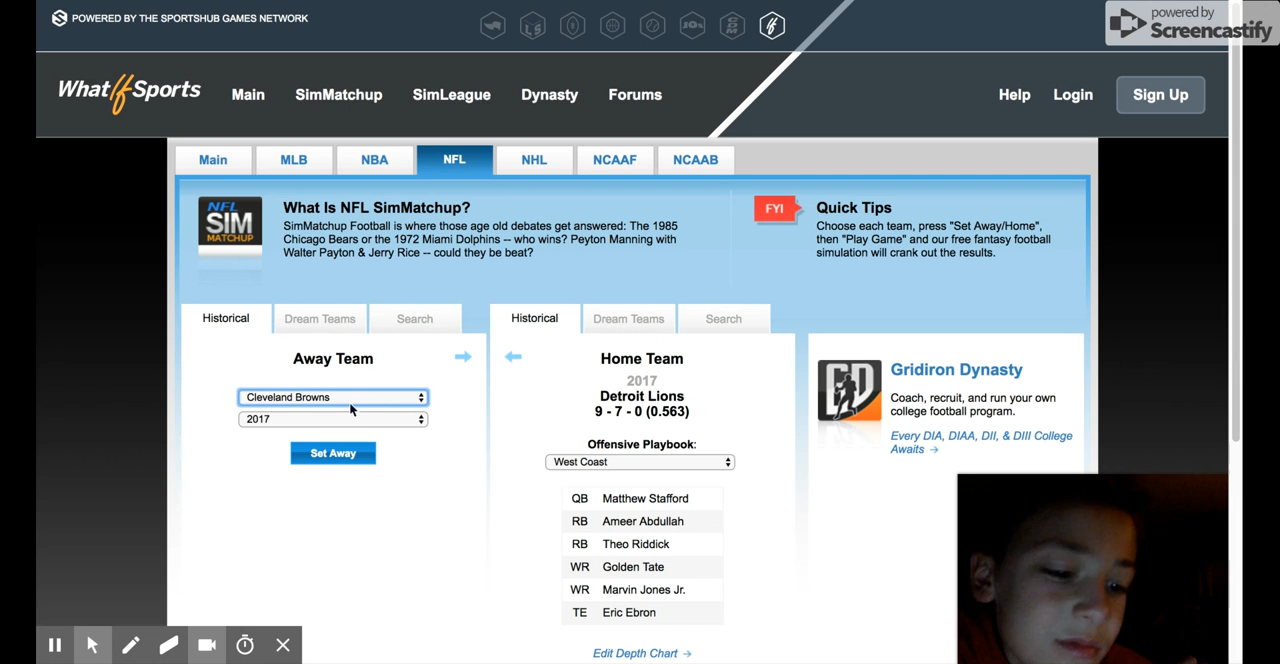 POWERED BY THE SPORTSHUB GAMES NETWORK
powered by
Screencastify
What If Sports
Main SimMatchup SimLeague Dynasty Forums
Help Login Sign Up
Main MLB NBA NFL NHL NCAAF NCAAB
NFL
SIM
MATCHUP
What Is NFL SimMatchup?
SimMatchup Football is where those age old debates get answered: The 1985
Chicago Bears or the 1972 Miami Dolphins -- who wins? Peyton Manning with
Walter Payton & Jerry Rice -- could they be beat?
FYI
Quick Tips
Choose each team, press "Set Away/Home",
then "Play Game" and our free fantasy football
simulation will crank out the results.
Historical Dream Teams Search
Away Team
Cleveland Browns
2017
Set Away
Historical Dream Teams Search
Home Team
2017
Detroit Lions
9 - 7 - 0 (0.563)
Offensive Playbook:
West Coast
QB Matthew Stafford
RB Ameer Abdullah
RB Theo Riddick
WR Golden Tate
WR Marvin Jones Jr.
TE Eric Ebron
Edit Depth Chart →
GD
Gridiron Dynasty
Coach, recruit, and run your own
college football program.
Every DIA, DIAA, DII, & DIII College
Awaits →